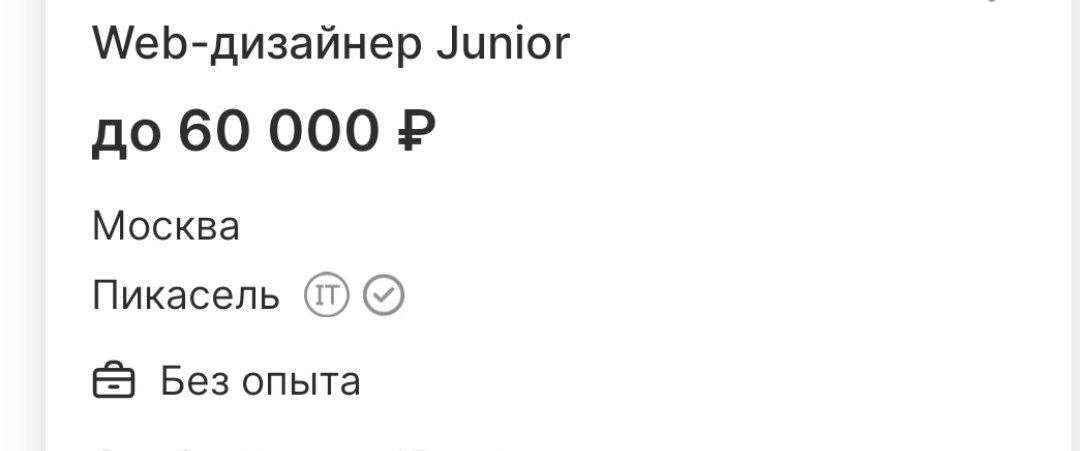 Web-дизайнер Junior
до 60 000 ₽
Москва
Пикасель IT
Без опыта